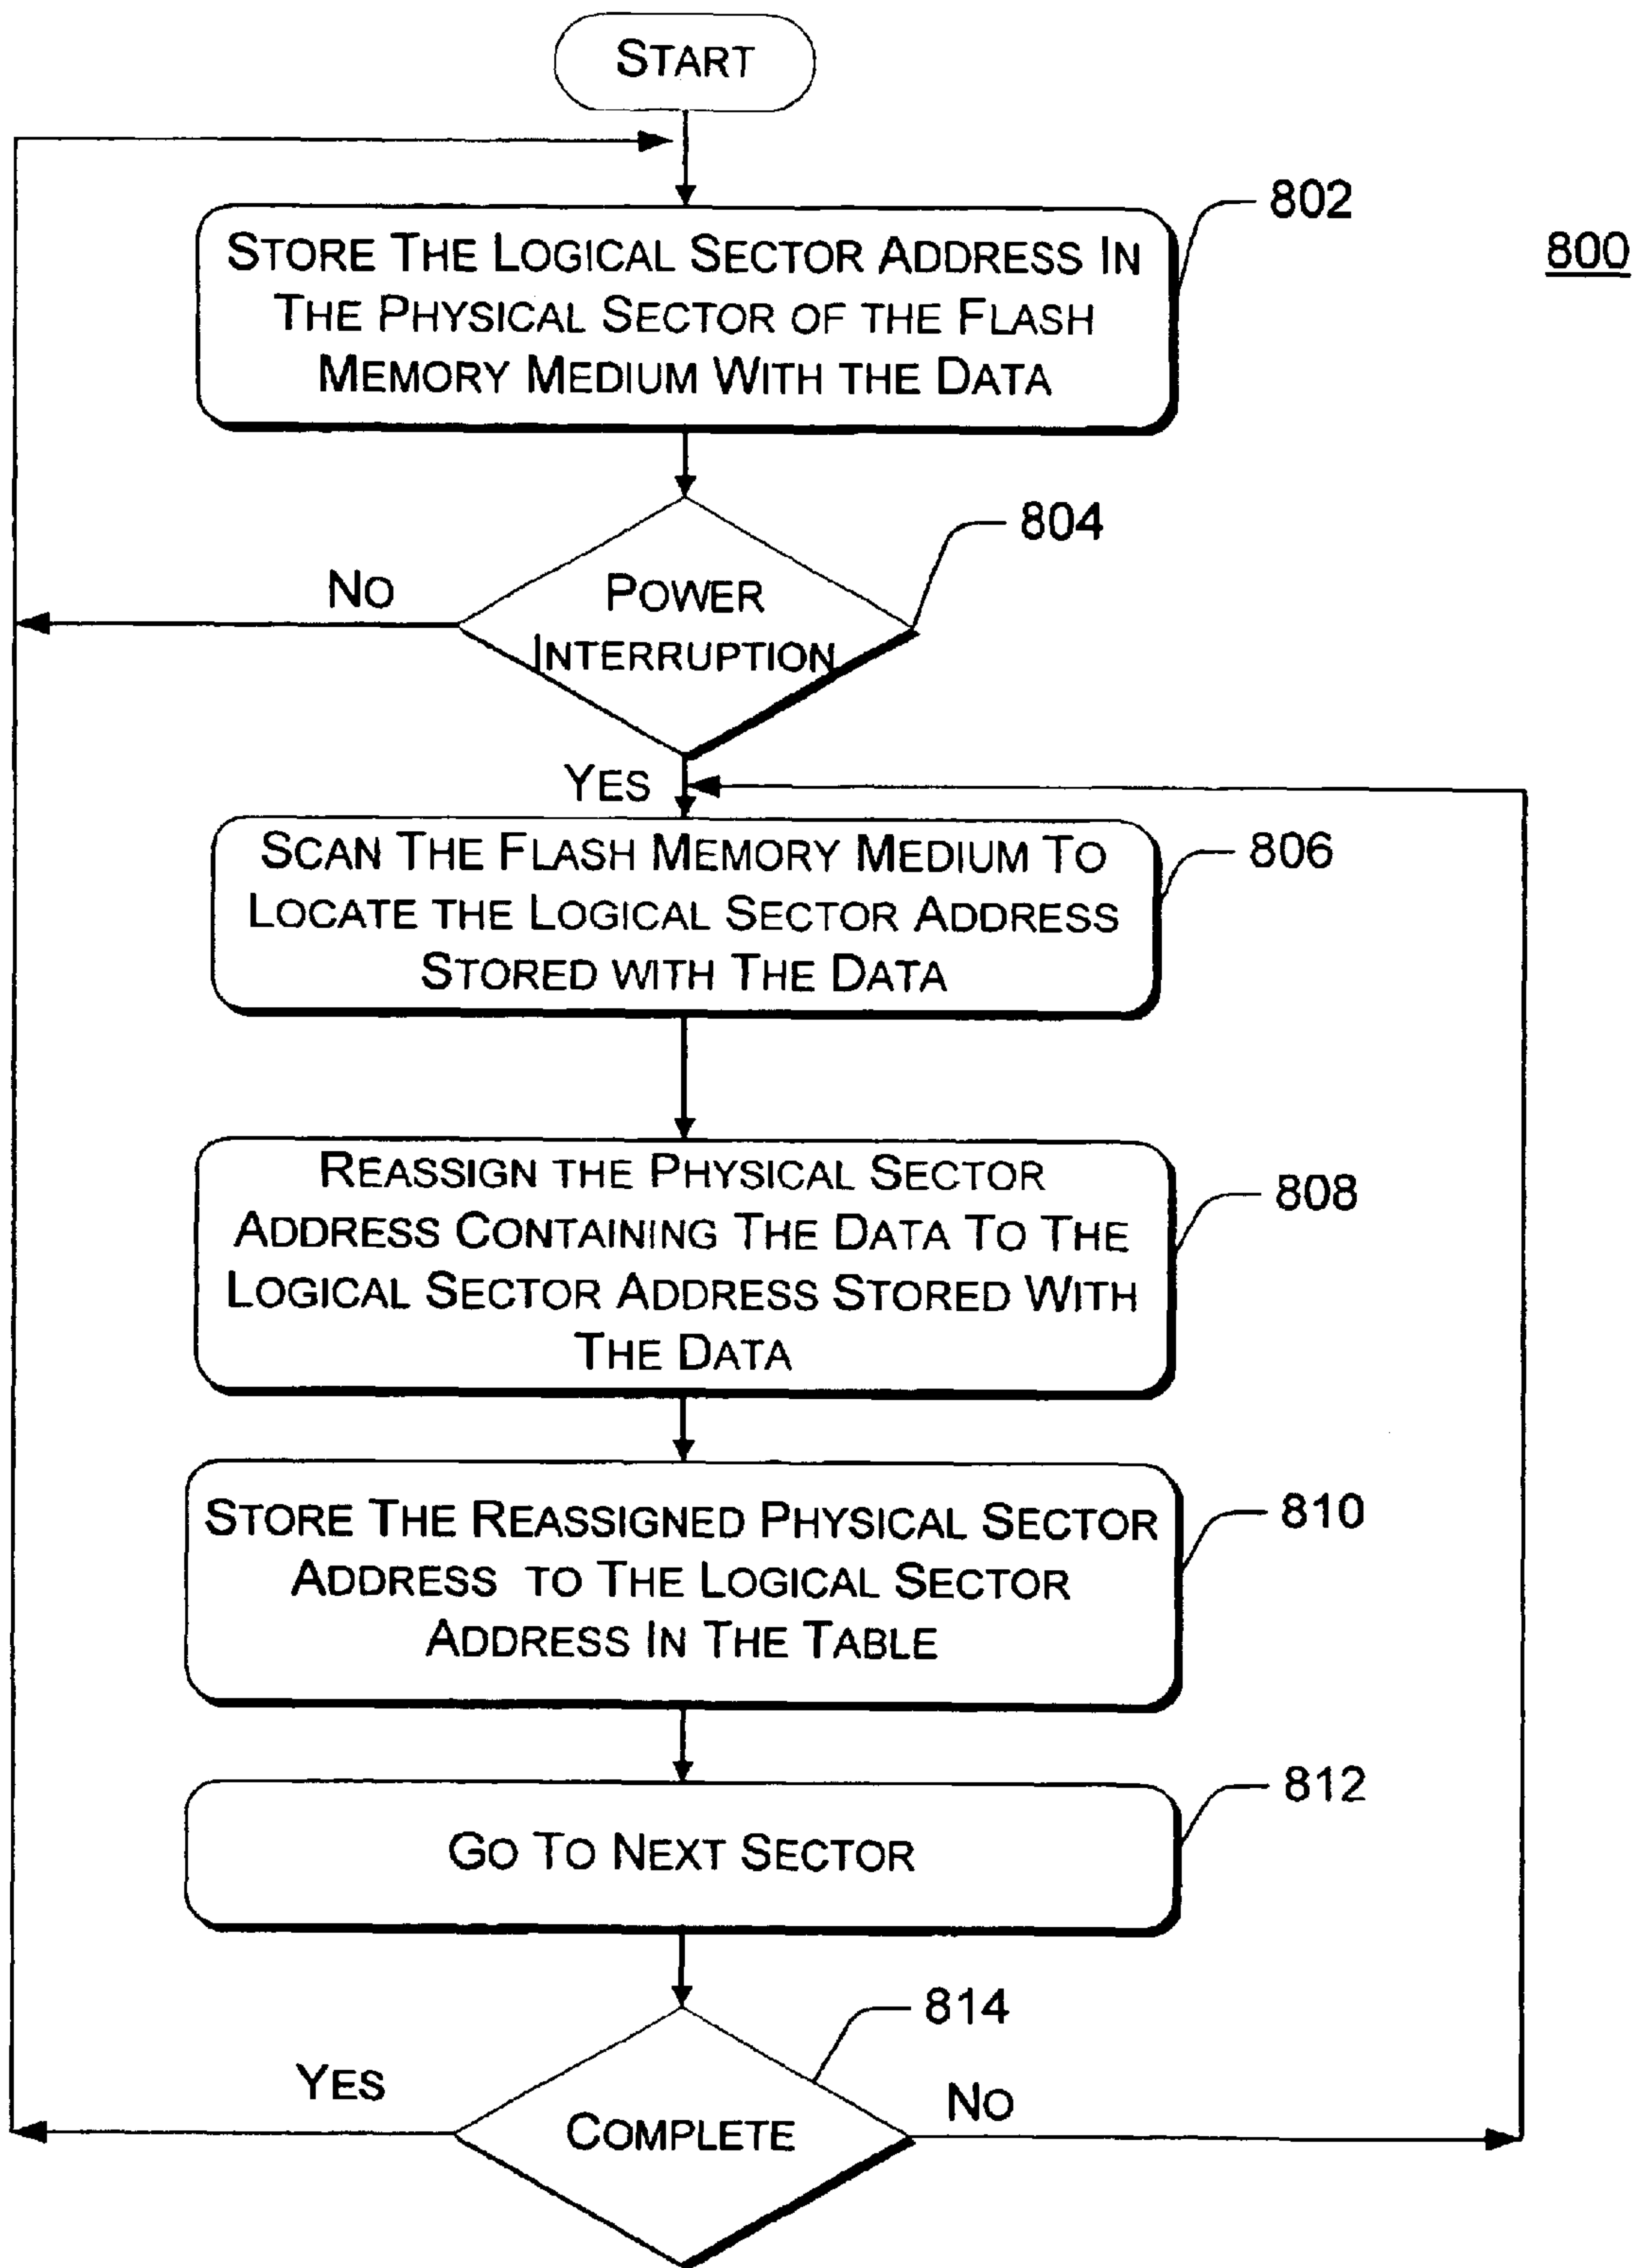 START
802
800
STORE THE LOGICAL SECTOR ADDRESS IN
THE PHYSICAL SECTOR OF THE FLASH
MEMORY MEDIUM WITH THE DATA
804
NO
POWER
INTERRUPTION
YES
806
SCAN THE FLASH MEMORY MEDIUM TO
LOCATE THE LOGICAL SECTOR ADDRESS
STORED WITH THE DATA
808
REASSIGN THE PHYSICAL SECTOR
ADDRESS CONTAINING THE DATA TO THE
LOGICAL SECTOR ADDRESS STORED WITH
THE DATA
810
STORE THE REASSIGNED PHYSICAL SECTOR
ADDRESS TO THE LOGICAL SECTOR
ADDRESS IN THE TABLE
812
GO TO NEXT SECTOR
814
YES
NO
COMPLETE